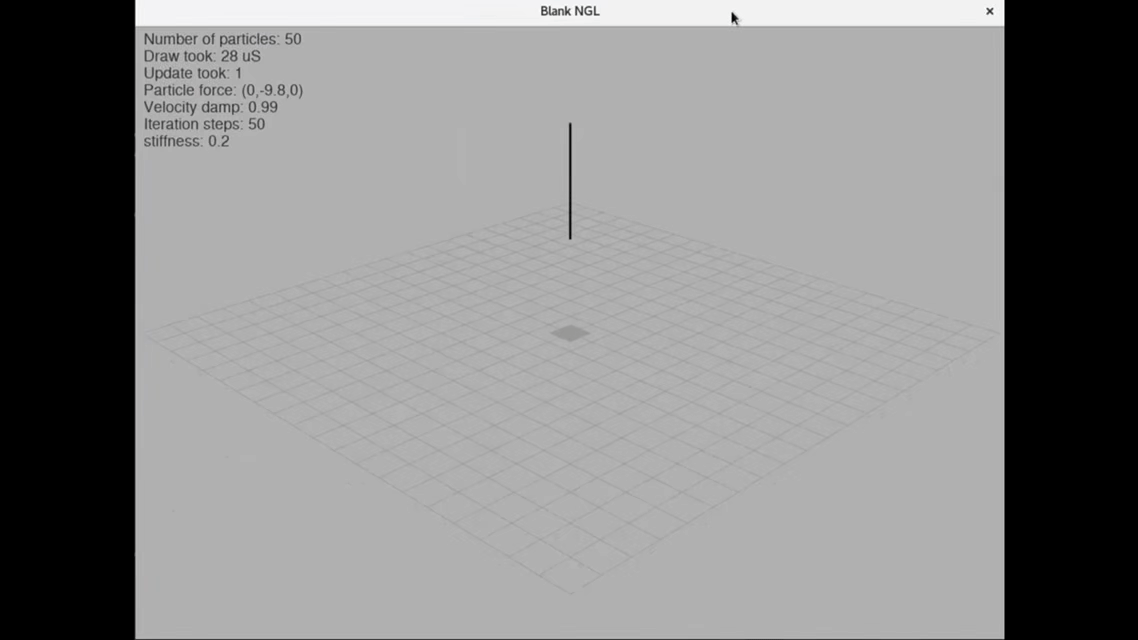 Blank NGL
Number of particles: 50
Draw took: 28 uS
Update took: 1
Particle force: (0,-9.8,0)
Velocity damp: 0.99
Iteration steps: 50
stiffness: 0.2